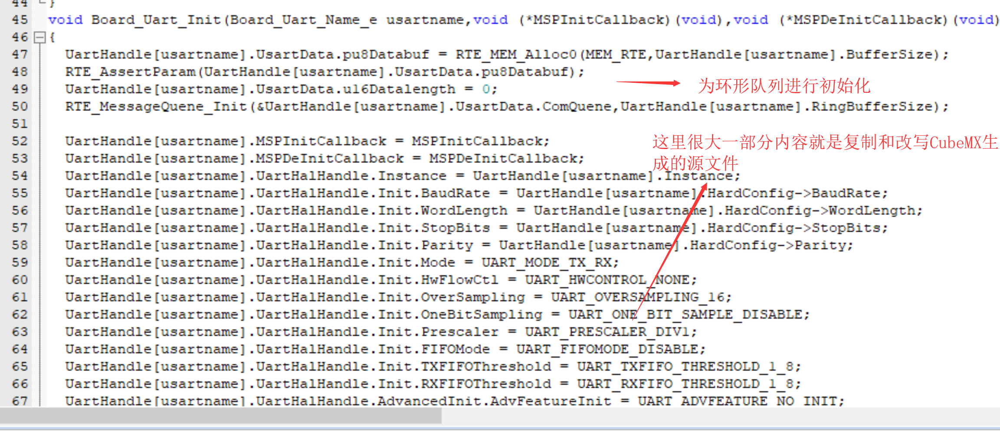 44 }
45 void Board_Uart_Init(Board_Uart_Name_e usartname,void (*MSPInitCallback)(void),void (*MSPDeInitCallback)(void)
46 {
47 UartHandle[usartname].UsartData.pu8Databuf = RTE_MEM_Alloc0(MEM_RTE,UartHandle[usartname].BufferSize);
48 RTE_AssertParam(UartHandle[usartname].UsartData.pu8Databuf);
为环形队列进行初始化
49 UartHandle[usartname].UsartData.u16Datalength = 0;
50 RTE_MessageQuene_Init(&UartHandle[usartname].UsartData.ComQuene,UartHandle[usartname].RingBufferSize);
51
52 UartHandle[usartname].MSPInitCallback = MSPInitCallback;
这里很大一部分内容就是复制和改写CubeMX生
成的源文件
53 UartHandle[usartname].MSPDeInitCallback = MSPDeInitCallback;
54 UartHandle[usartname].UartHalHandle.Instance = UartHandle[usartname].Instance;
55 UartHandle[usartname].UartHalHandle.Init.BaudRate = UartHandle[usartname].HardConfig->BaudRate;
56 UartHandle[usartname].UartHalHandle.Init.WordLength = UartHandle[usartname].HardConfig->WordLength;
57 UartHandle[usartname].UartHalHandle.Init.StopBits = UartHandle[usartname].HardConfig->StopBits;
58 UartHandle[usartname].UartHalHandle.Init.Parity = UartHandle[usartname].HardConfig->Parity;
59 UartHandle[usartname].UartHalHandle.Init.Mode = UART_MODE_TX_RX;
60 UartHandle[usartname].UartHalHandle.Init.HwFlowCtl = UART_HWCONTROL_NONE;
61 UartHandle[usartname].UartHalHandle.Init.OverSampling = UART_OVERSAMPLING_16;
62 UartHandle[usartname].UartHalHandle.Init.OneBitSampling = UART_ONE_BIT_SAMPLE_DISABLE;
63 UartHandle[usartname].UartHalHandle.Init.Prescaler = UART_PRESCALER_DIV1;
64 UartHandle[usartname].UartHalHandle.Init.FIFOMode = UART_FIFOMODE_DISABLE;
65 UartHandle[usartname].UartHalHandle.Init.TXFIFOThreshold = UART_TXFIFO_THRESHOLD_1_8;
66 UartHandle[usartname].UartHalHandle.Init.RXFIFOThreshold = UART_RXFIFO_THRESHOLD_1_8;
67 UartHandle[usartname].UartHalHandle.AdvancedInit.AdvFeatureInit = UART_ADVFEATURE_NO_INIT;